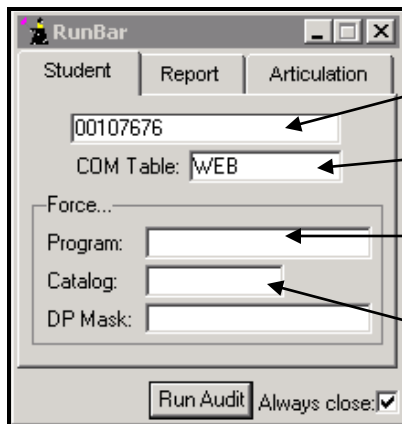 RunBar
Student Report Articulation
00107676
COM Table: WEB
Force...
Program:
Catalog:
DP Mask:
Run Audit Always close: